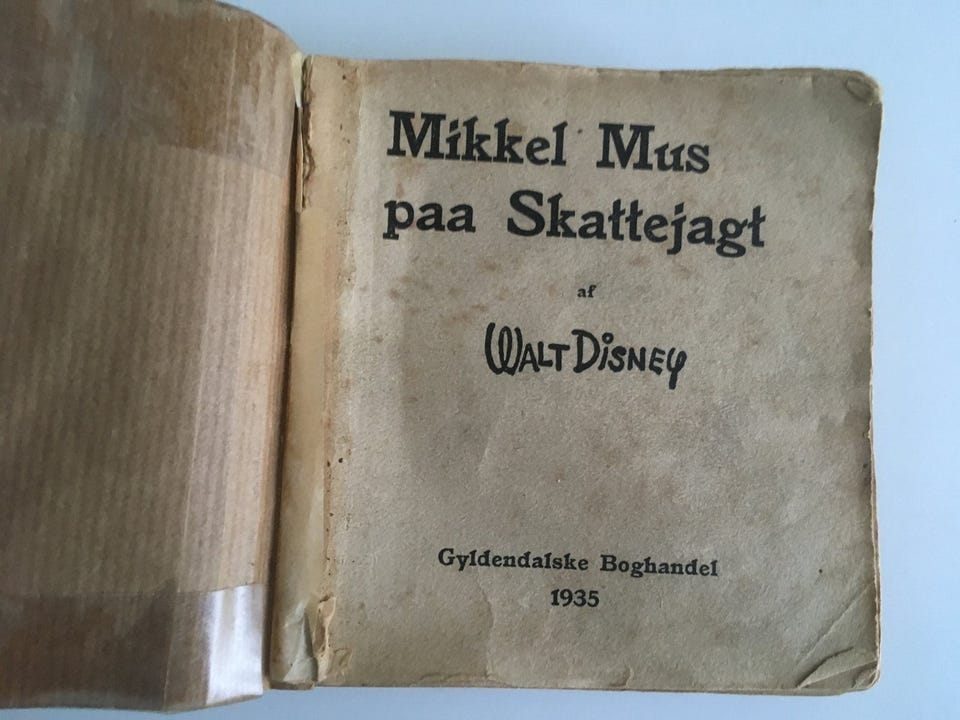 Mikkel Mus
paa Skattejagt
af
WALT DISNEY
Gyldendalske Boghandel
1935